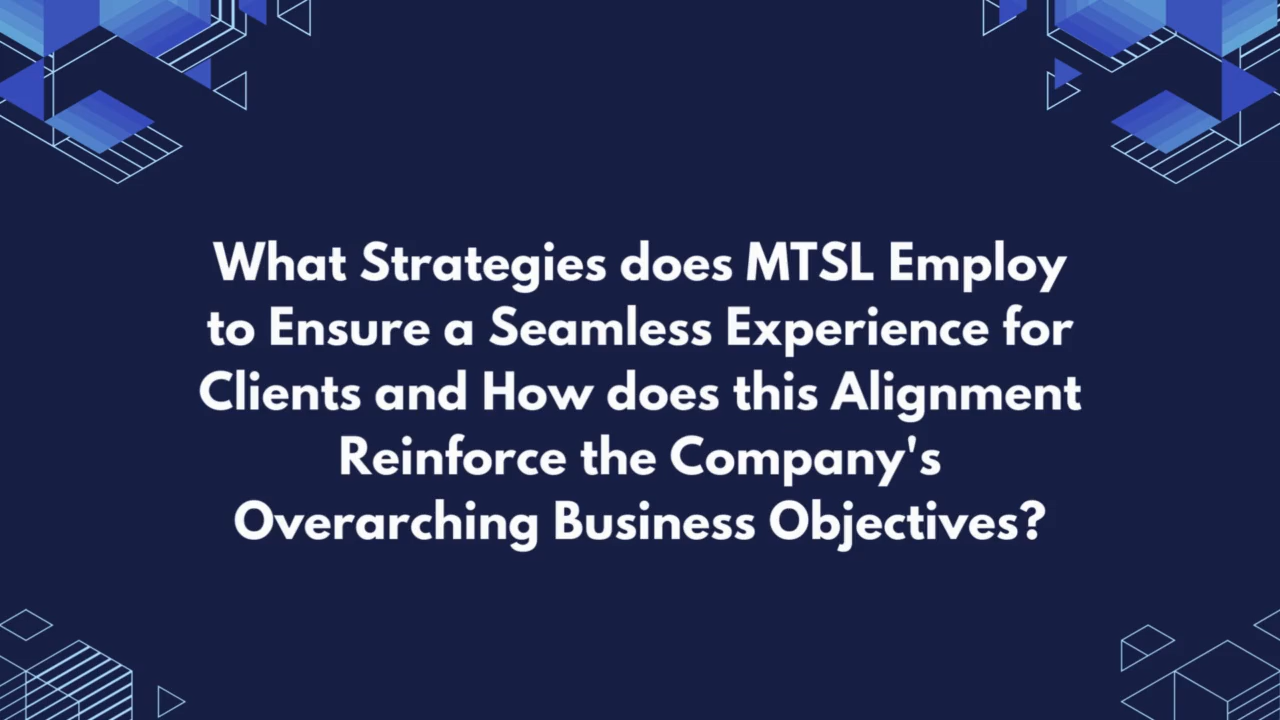 What Strategies does MTSL Employ
to Ensure a Seamless Experience for
Clients and How does this Alignment
Reinforce the Company's
Overarching Business Objectives?